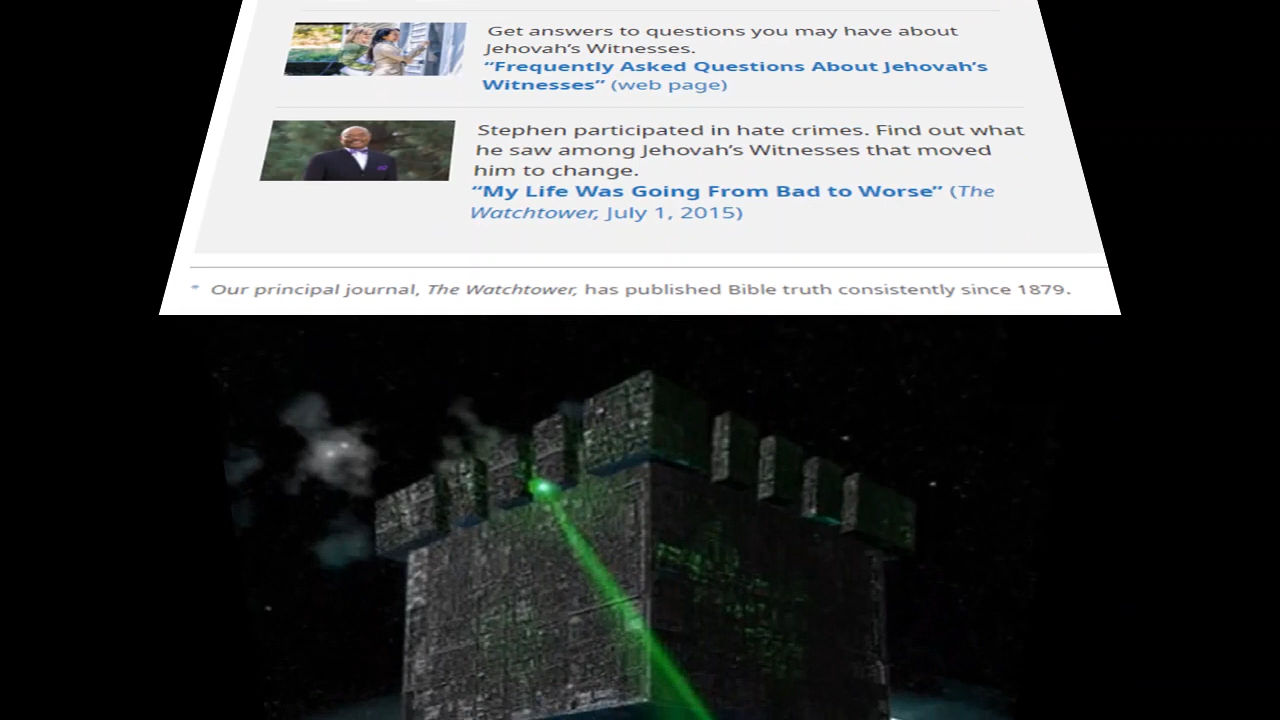 Get answers to questions you may have about
Jehovah’s Witnesses.
“Frequently Asked Questions About Jehovah’s
Witnesses” (web page)
Stephen participated in hate crimes. Find out what
he saw among Jehovah’s Witnesses that moved
him to change.
“My Life Was Going From Bad to Worse” (The
Watchtower, July 1, 2015)
* Our principal journal, The Watchtower, has published Bible truth consistently since 1879.